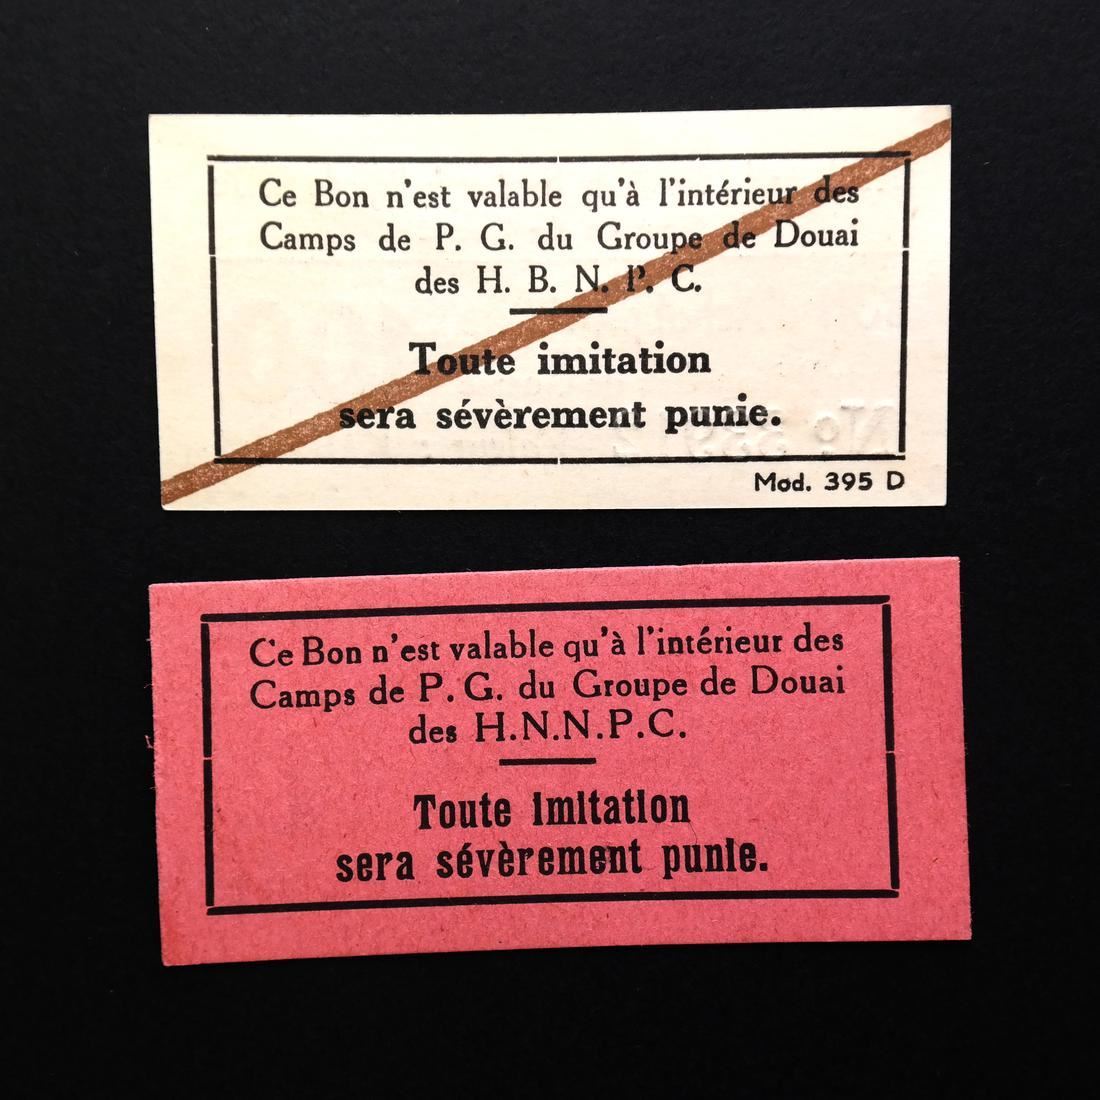 Ce Bon n'est valable qu'à l'intérieur des
Camps de P. G. du Groupe de Douai
des H. B. N. P. C.
Toute imitation
sera sévèrement punie.
Mod. 395 D
Ce Bon n'est valable qu'à l'intérieur des
Camps de P. G. du Groupe de Douai
des H.N.N.P.C.
Toute imitation
sera sévèrement punie.